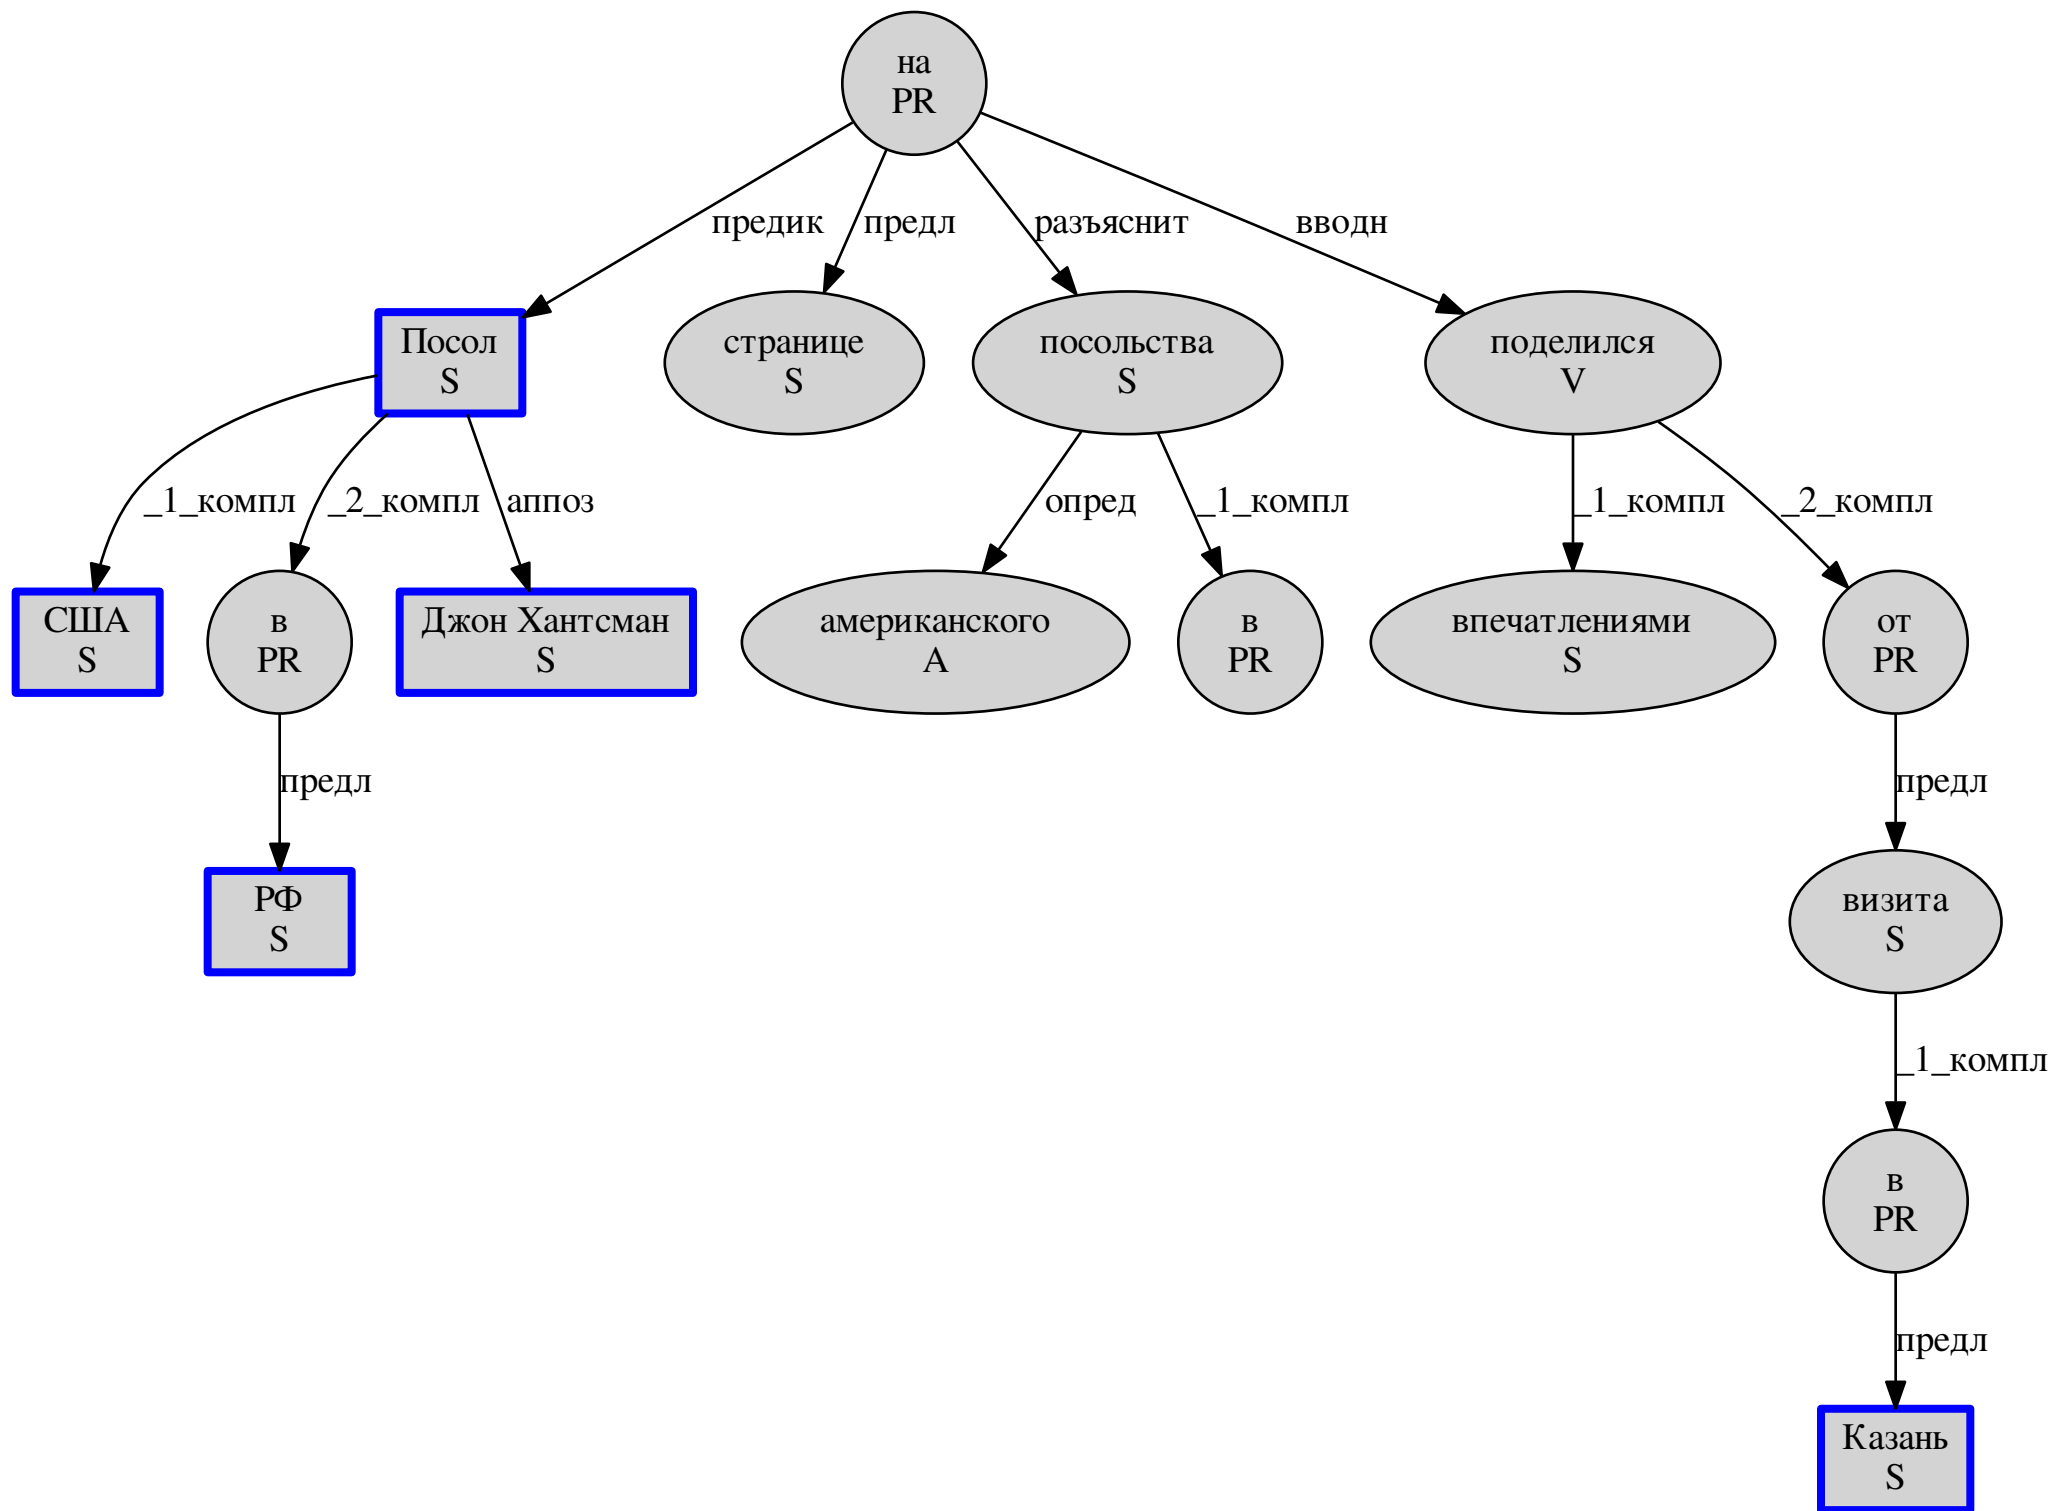 на
PR
предик
предл
разъяснит
вводн
Посол
S
странице
S
посольства
S
поделился
V
_1_компл
_2_компл
аппоз
опред
_1_компл
_1_компл
_2_компл
США
S
в
PR
Джон Хантсман
S
американского
A
в
PR
впечатлениями
S
от
PR
предл
предл
РФ
S
визита
S
_1_компл
в
PR
предл
Казань
S